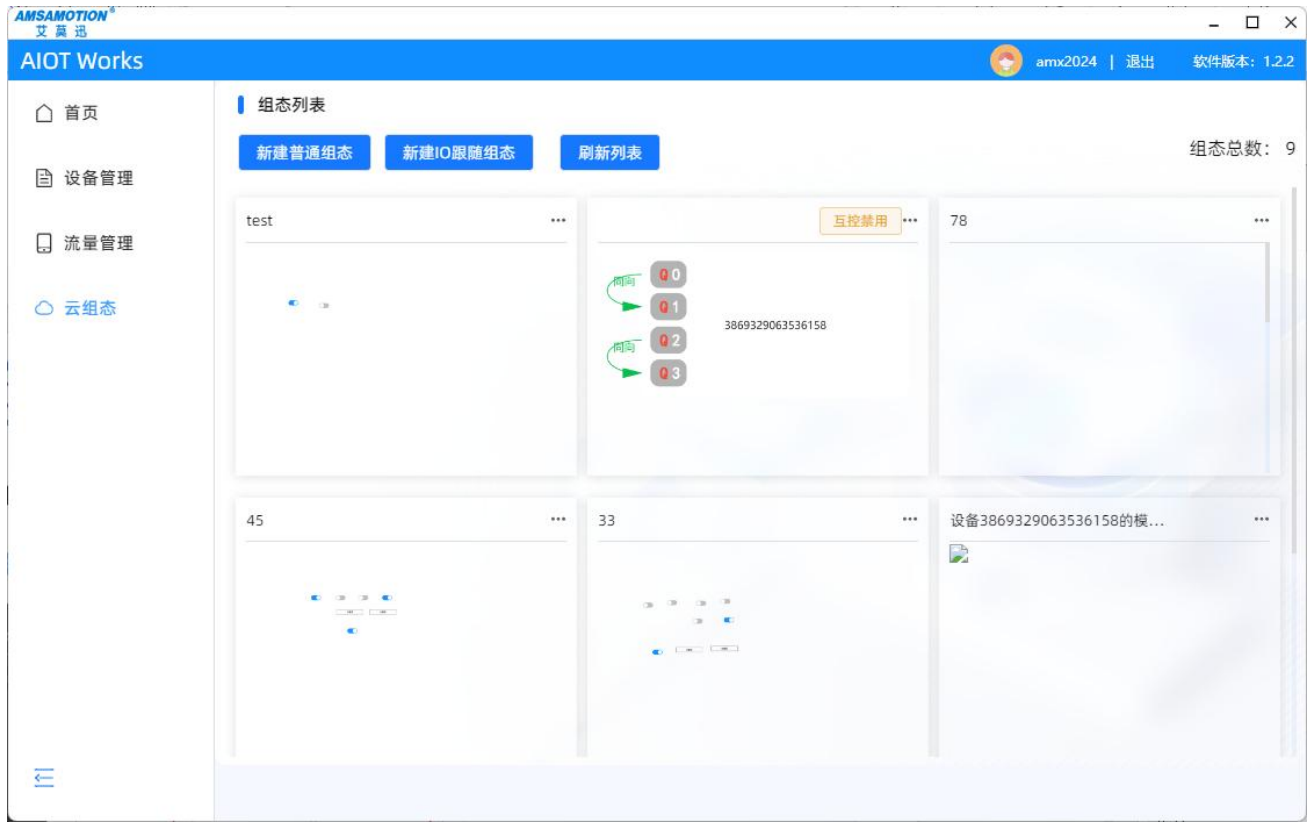 AMSAMOTION®
艾莫迅
AIOT Works
amx2024 | 退出 软件版本：1.2.2
首页
设备管理
流量管理
云组态
组态列表
新建普通组态 新建IO跟随组态 刷新列表
组态总数： 9
test ···
互控禁用 ···
同向
Q0
Q1
同向
Q2
Q3
3869329063536158
78 ···
45 ···
33 ···
设备3869329063536158的模... ···